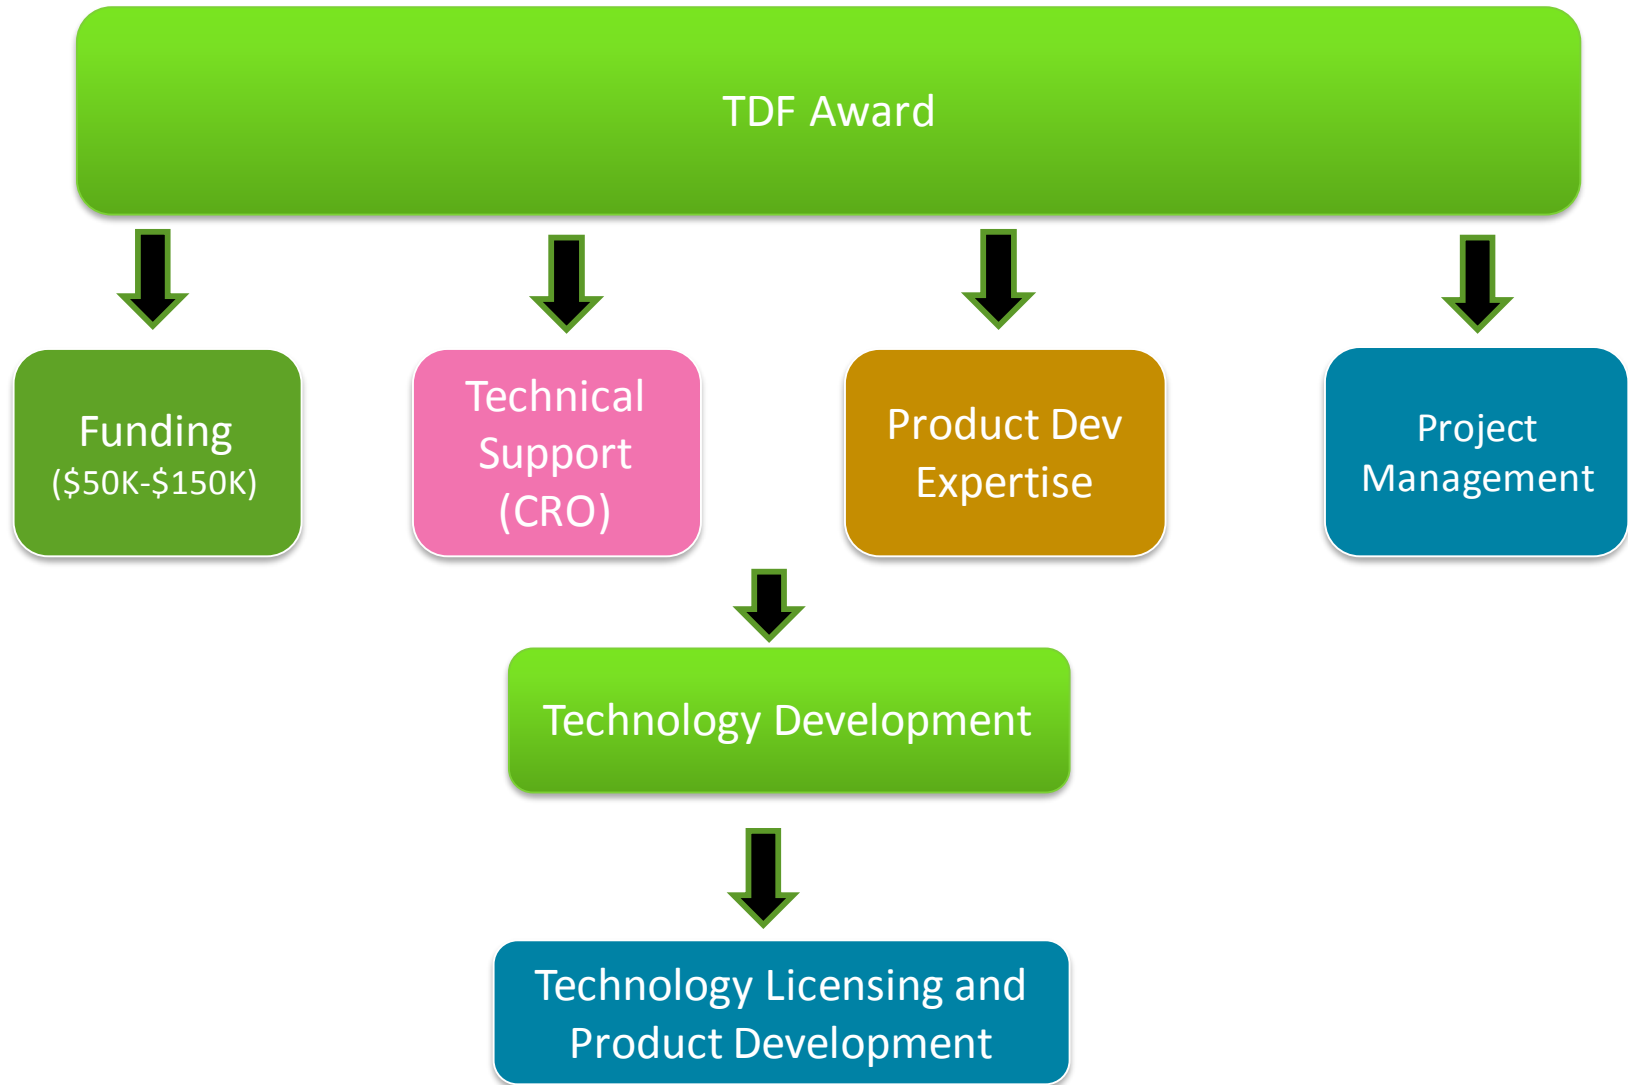 TDF Award
Funding
($50K-$150K)
Technical
Support
(CRO)
Product Dev
Expertise
Project
Management
Technology Development
Technology Licensing and
Product Development